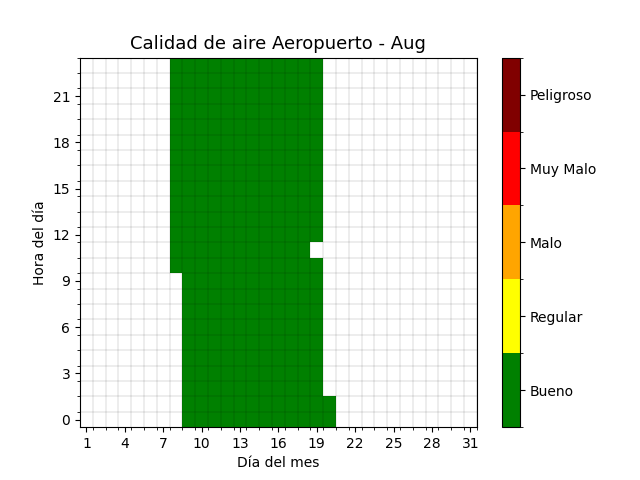 Calidad de aire Aeropuerto - Aug
21
18
15
12
9
6
3
0
Hora del día
1 4 7 10 13 16 19 22 25 28 31
Día del mes
Peligroso
Muy Malo
Malo
Regular
Bueno